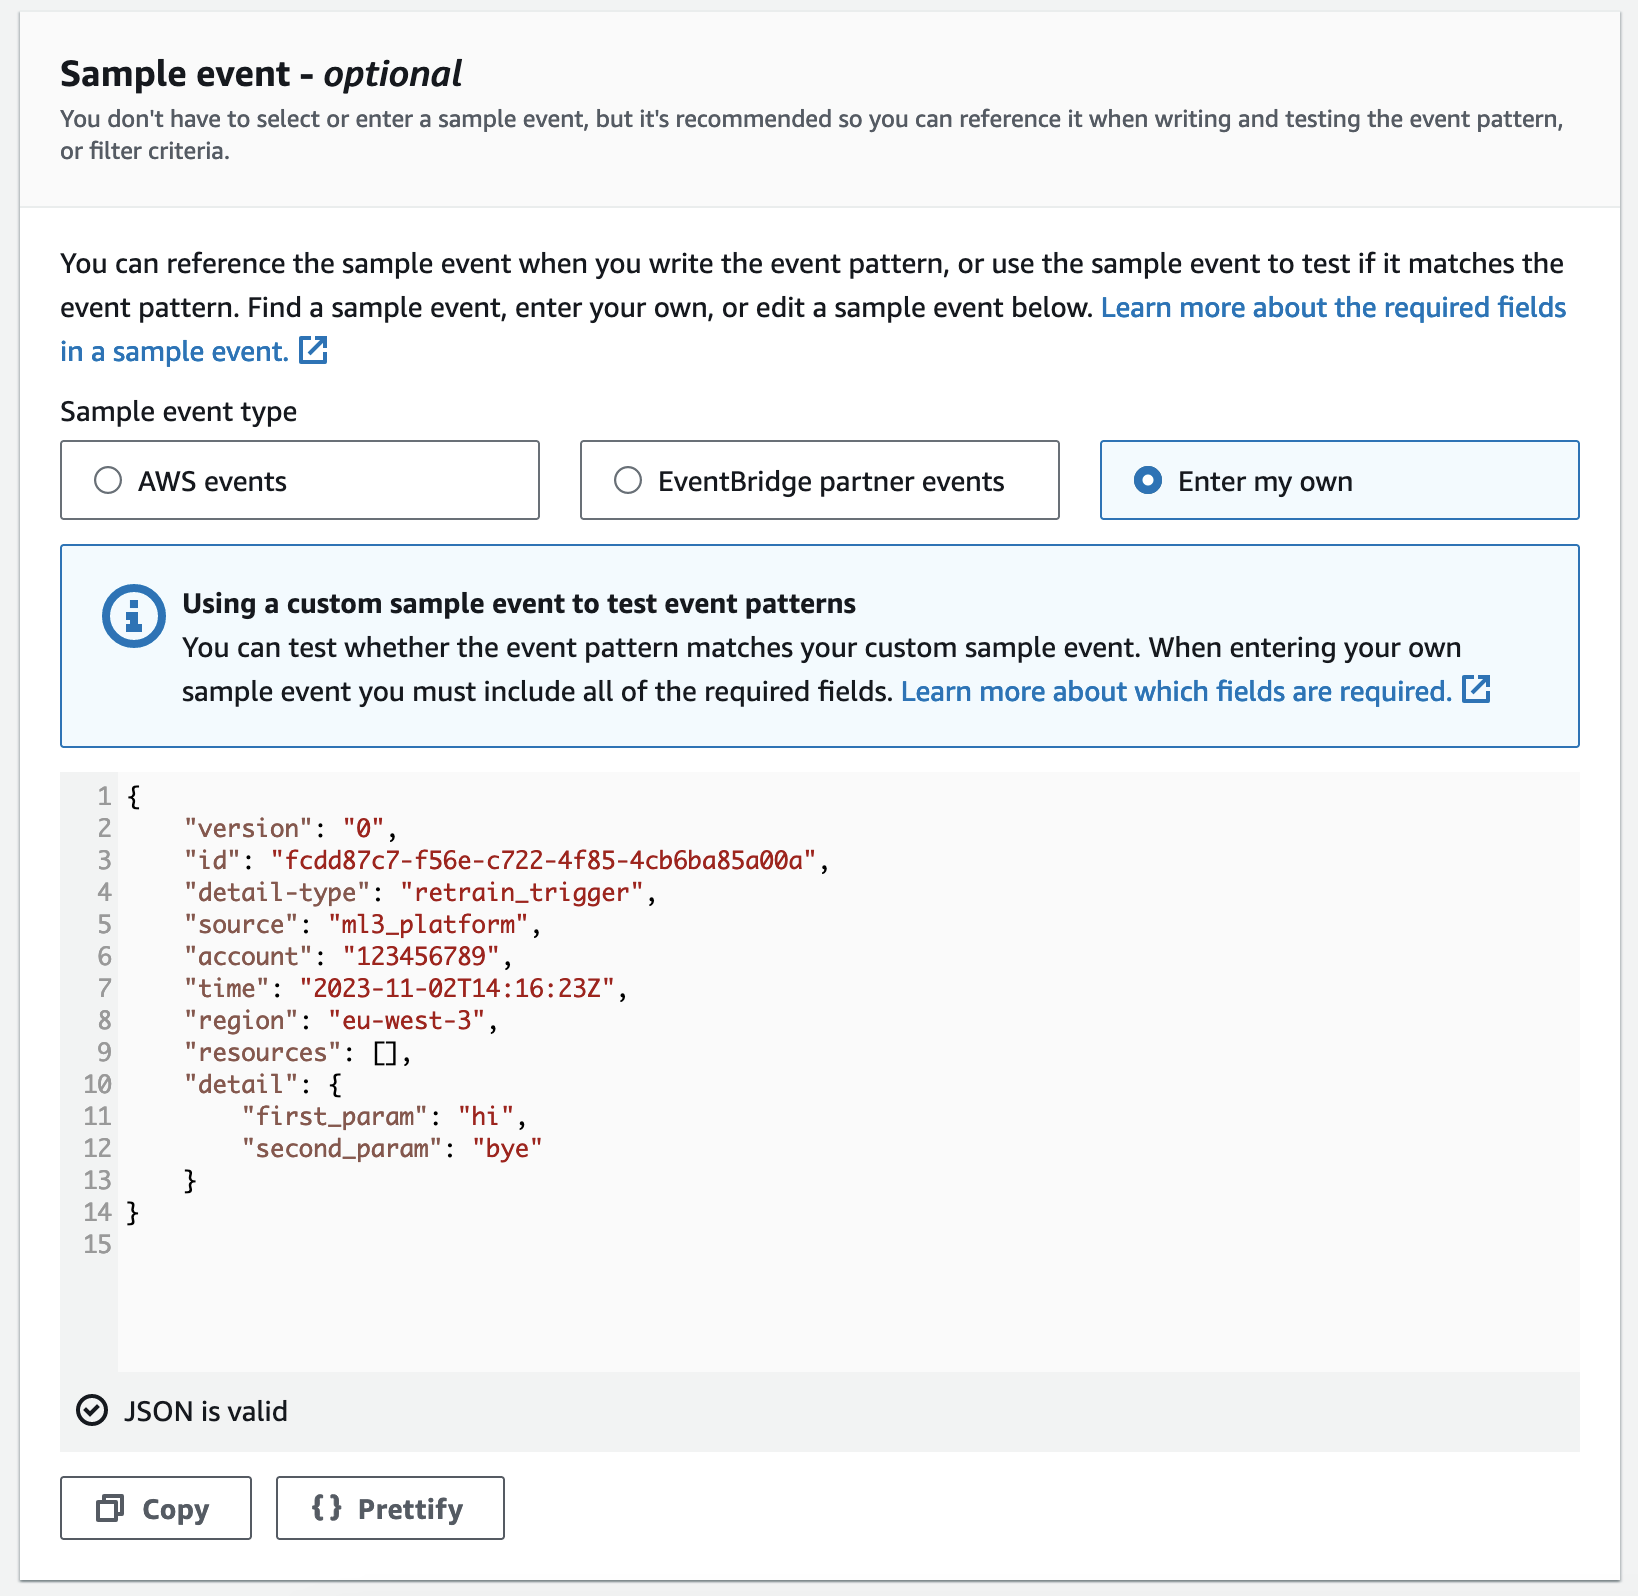 Sample event - optional
You don't have to select or enter a sample event, but it's recommended so you can reference it when writing and testing the event pattern,
or filter criteria.
You can reference the sample event when you write the event pattern, or use the sample event to test if it matches the
event pattern. Find a sample event, enter your own, or edit a sample event below. Learn more about the required fields
in a sample event.
Sample event type
AWS events
EventBridge partner events
Enter my own
Using a custom sample event to test event patterns
You can test whether the event pattern matches your custom sample event. When entering your own
sample event you must include all of the required fields. Learn more about which fields are required.
1 {
2     "version": "0",
3     "id": "fcdd87c7-f56e-c722-4f85-4cb6ba85a00a",
4     "detail-type": "retrain_trigger",
5     "source": "ml3_platform",
6     "account": "123456789",
7     "time": "2023-11-02T14:16:23Z",
8     "region": "eu-west-3",
9     "resources": [],
10     "detail": {
11         "first_param": "hi",
12         "second_param": "bye"
13     }
14 }
15
JSON is valid
Copy
{} Prettify